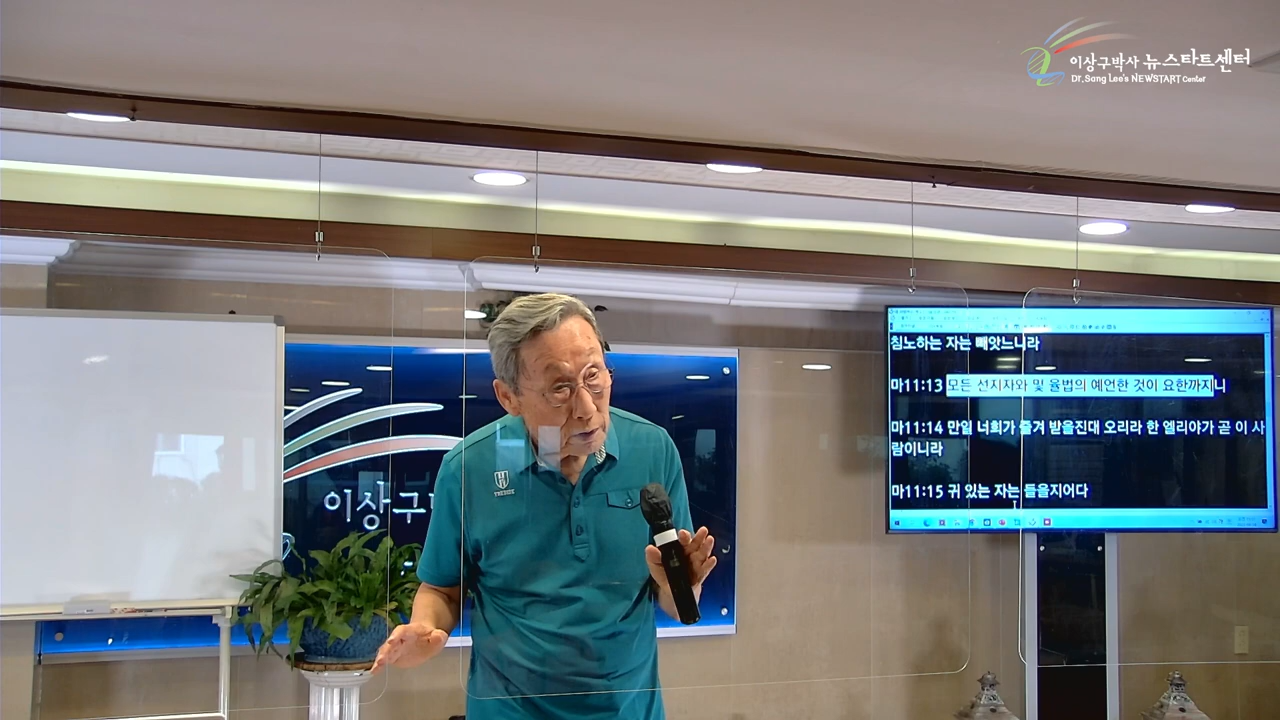 이상구박사 뉴스타트센터
Dr. Sang Lee's NEWSTART Center
침노하는 자는 빼앗느니라
마11:13 모든 선지자와 및 율법의 예언한 것이 요한까지니
마11:14 만일 너희가 즐겨 받을진대 오리라 한 엘리야가 곧 이 사
람이니라
마11:15 귀 있는 자는 들을지어다
이상구